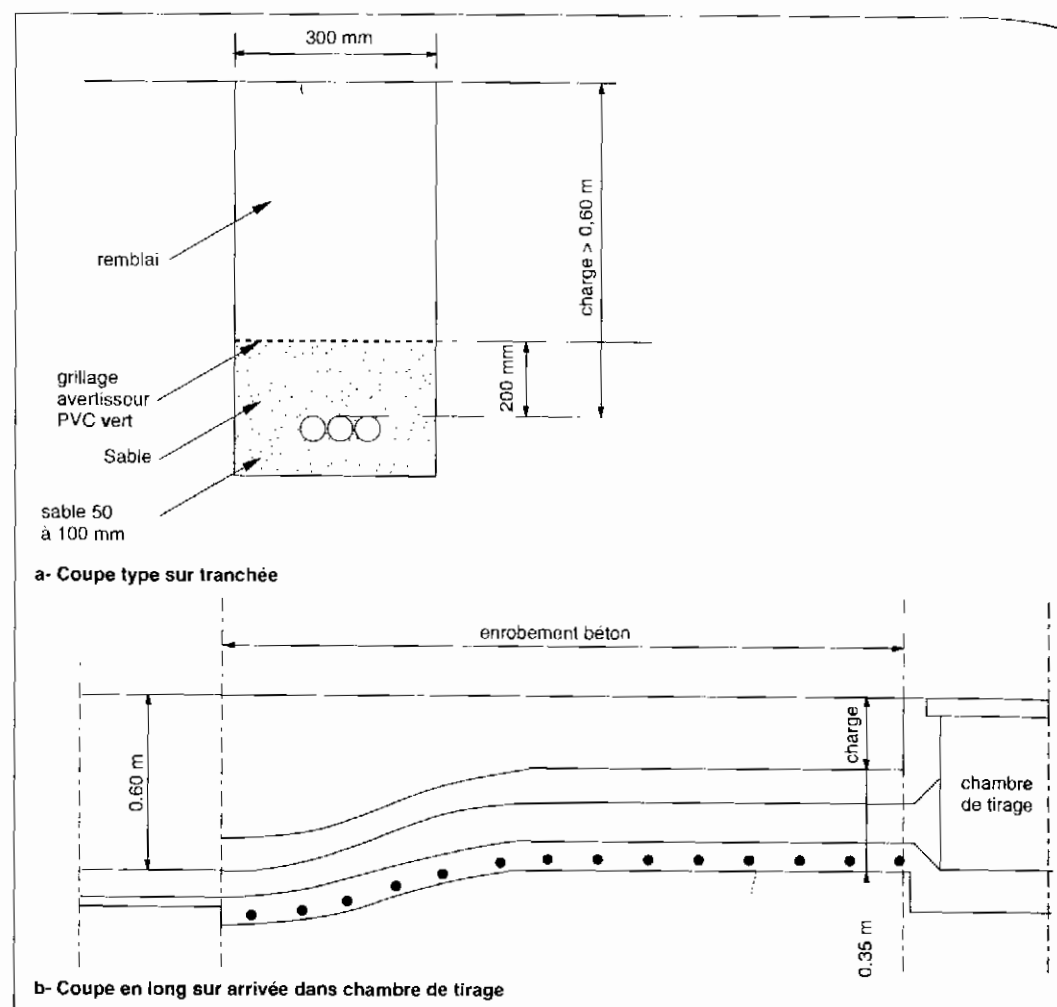 300 mm
charge > 0,60 m
remblai
200 mm
grillage
avertisseur
PVC vert
Sable
sable 50
à 100 mm
a- Coupe type sur tranchée
enrobement béton
0.60 m
charge
chambre
de tirage
0.35 m
b- Coupe en long sur arrivée dans chambre de tirage